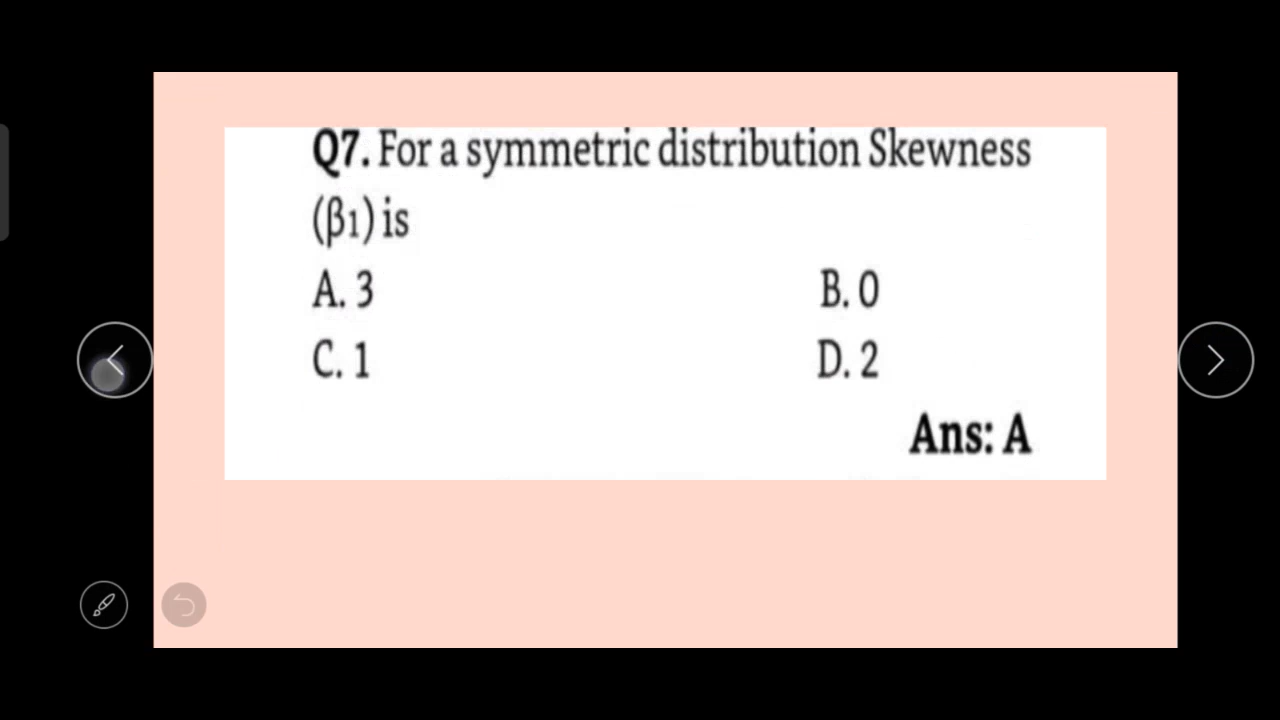 Q7. For a symmetric distribution Skewness
(β1) is
A. 3 B. 0
C. 1 D. 2
Ans: A